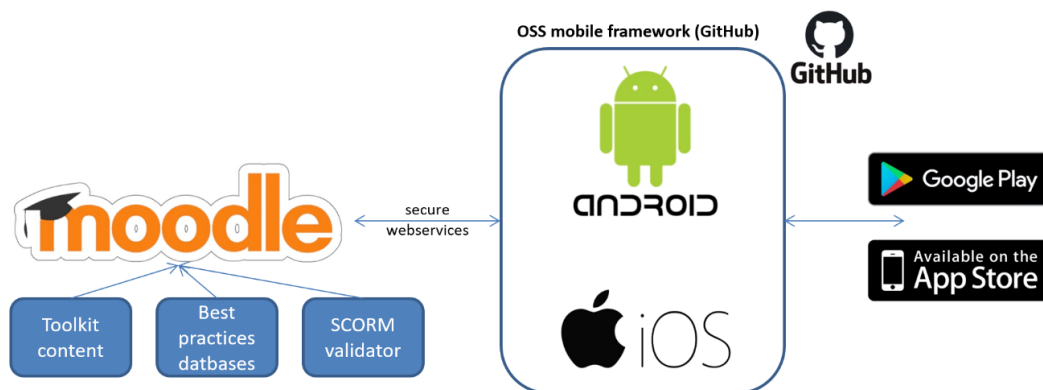 OSS mobile framework (GitHub)
GitHub
ANDROID
Google Play
moodle
secure
webservices
Available on the
App Store
Toolkit
content
Best
practices
datbases
SCORM
validator
iOS